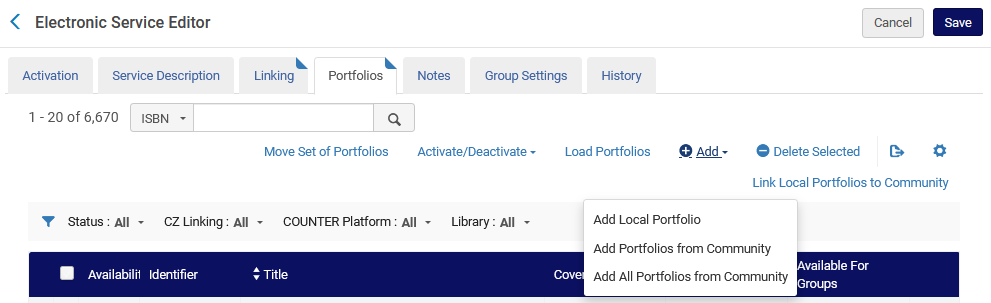 Electronic Service Editor
Cancel
Save
Activation
Service Description
Linking
Portfolios
Notes
Group Settings
History
1 - 20 of 6,670
ISBN
Move Set of Portfolios
Activate/Deactivate
Load Portfolios
Add
Delete Selected
Link Local Portfolios to Community
Status : All
CZ Linking : All
COUNTER Platform : All
Library : All
Add Local Portfolio
Add Portfolios from Community
Add All Portfolios from Community
Availabilit
Identifier
Title
Cover
Available For
Groups